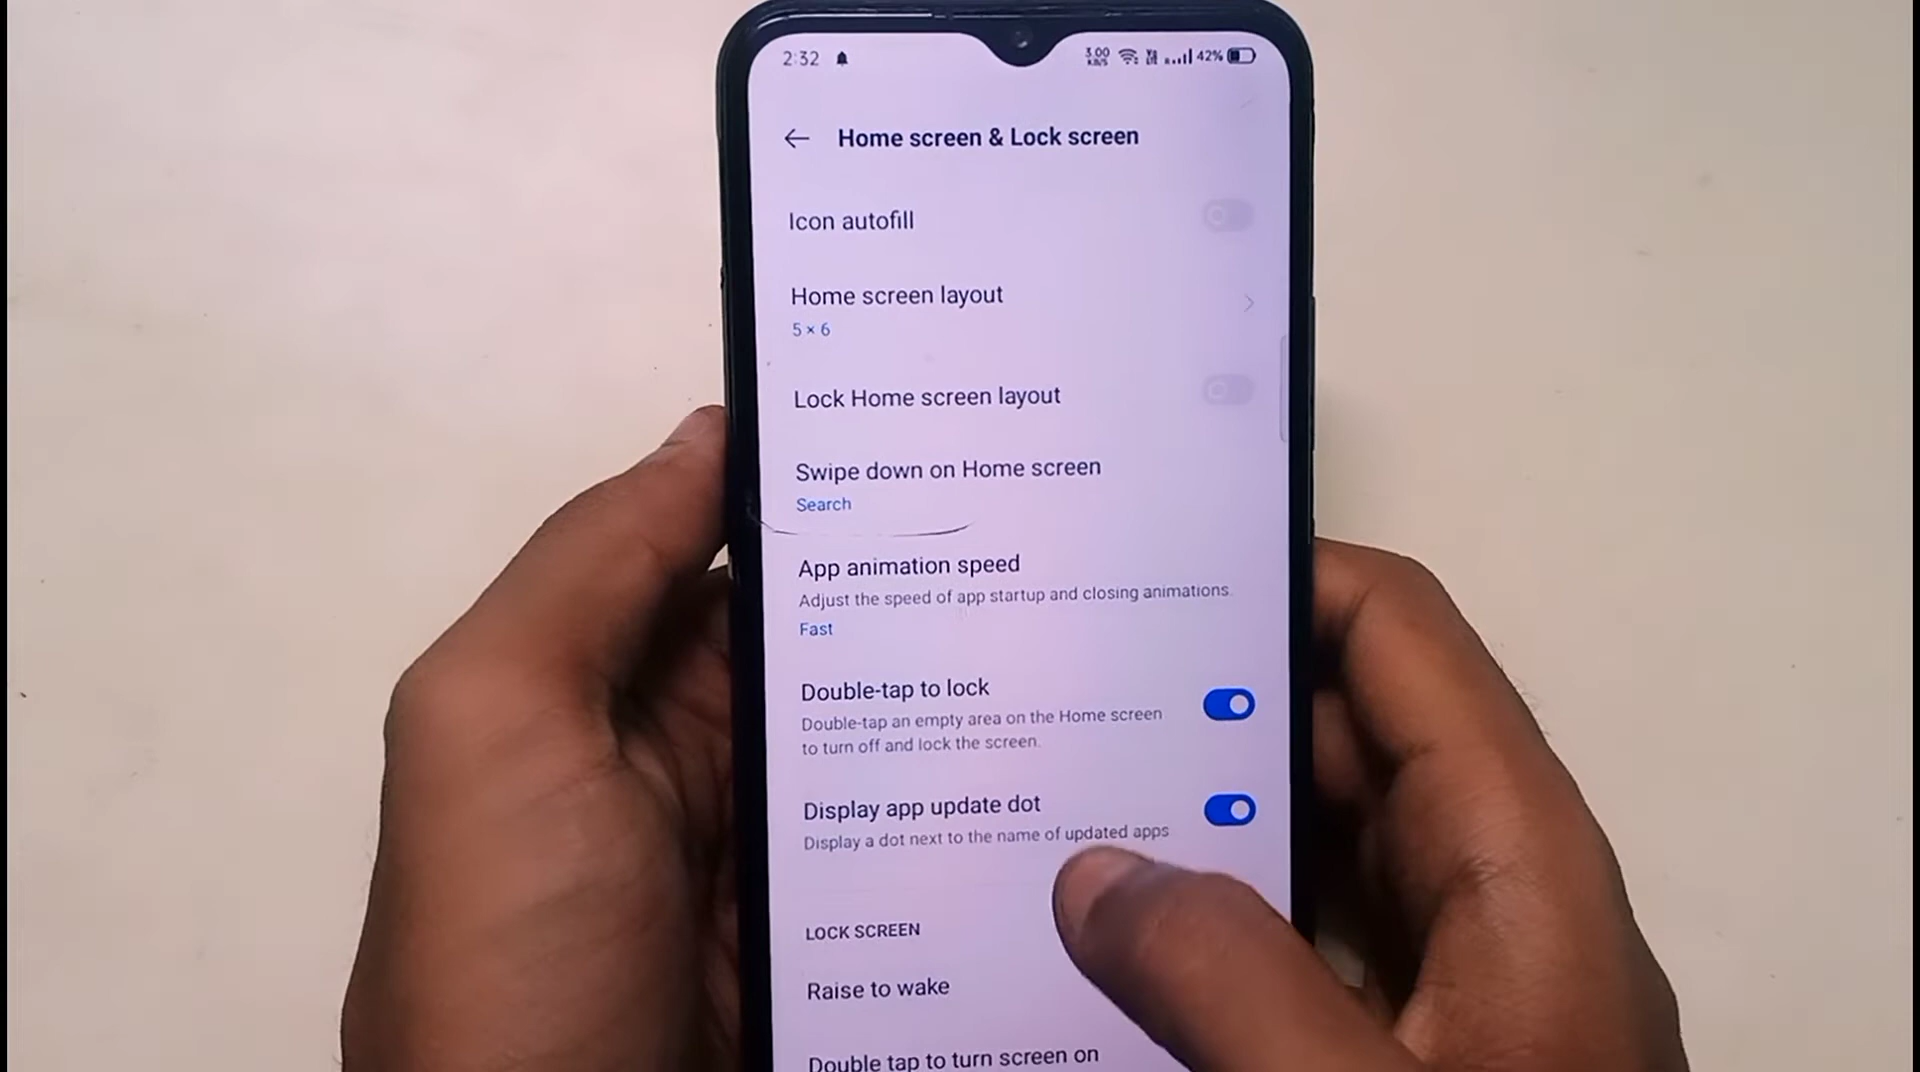 2:32
3.00
KB/S
42%
Home screen & Lock screen
Icon autofill
Home screen layout
5 × 6
Lock Home screen layout
Swipe down on Home screen
Search
App animation speed
Adjust the speed of app startup and closing animations.
Fast
Double-tap to lock
Double-tap an empty area on the Home screen
to turn off and lock the screen.
Display app update dot
Display a dot next to the name of updated apps
LOCK SCREEN
Raise to wake
Double tap to turn screen on